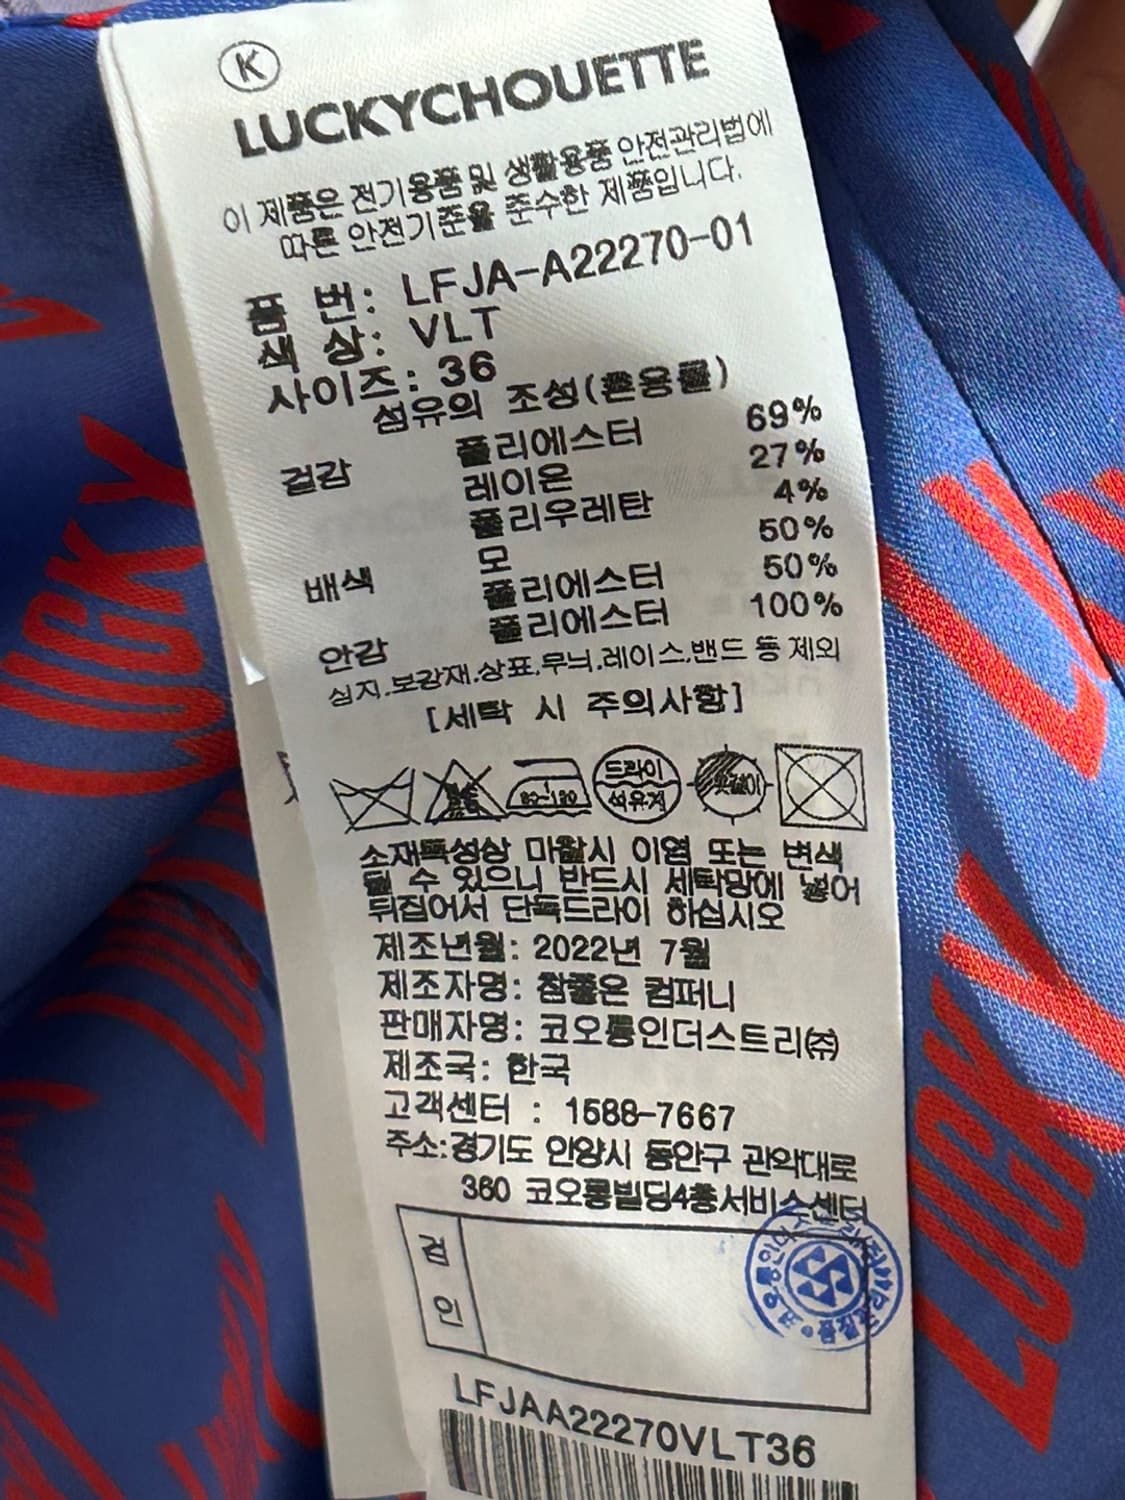 K
LUCKYCHOUETTE
이 제품은 전기용품 및 생활용품 안전관리법에
따른 안전기준을 준수한 제품입니다.
품 번: LFJA-A22270-01
색 상: VLT
사이즈: 36
섬유의 조성(혼용률)
겉감 폴리에스터 69%
레이온 27%
폴리우레탄 4%
배색 모 50%
폴리에스터 50%
안감 폴리에스터 100%
심지.보강재.상표.무늬.레이스.밴드 등 제외
[세탁 시 주의사항]
80~120 드라이
석유계
옷걸이
소재특성상 마찰시 이염 또는 변색
될 수 있으니 반드시 세탁망에 넣어
뒤집어서 단독드라이 하십시오
제조년월: 2022년 7월
제조자명: 참좋은 컴퍼니
판매자명: 코오롱인더스트리㈜
제조국: 한국
고객센터 : 1588-7667
주소:경기도 안양시 동안구 관악대로
360 코오롱빌딩4층서비스센터
검
인
LFJAA22270VLT36
LUCKY
LUCKY